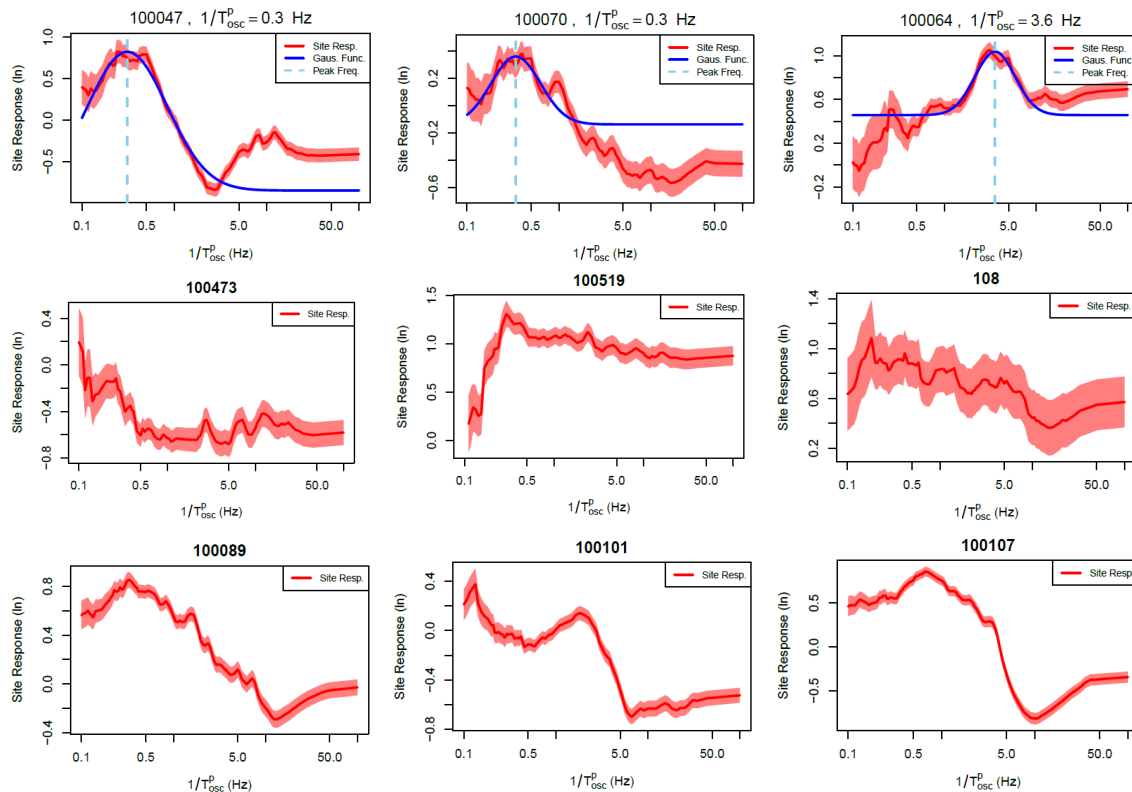 100047 , 1/T^p_osc = 0.3 Hz
Site Response (ln)
1.0
0.5
0.0
−0.5
Site Resp.
Gaus. Func.
Peak Freq.
0.1 0.5 5.0 50.0
1/T^p_osc (Hz)
100070 , 1/T^p_osc = 0.3 Hz
Site Response (ln)
0.2
−0.2
−0.6
Site Resp.
Gaus. Func.
Peak Freq.
0.1 0.5 5.0 50.0
1/T^p_osc (Hz)
100064 , 1/T^p_osc = 3.6 Hz
Site Response (ln)
1.0
0.6
0.2
−0.2
Site Resp.
Gaus. Func.
Peak Freq.
0.1 0.5 5.0 50.0
1/T^p_osc (Hz)
100473
Site Response (ln)
0.4
0.0
−0.4
−0.8
Site Resp.
0.1 0.5 5.0 50.0
1/T^p_osc (Hz)
100519
Site Response (ln)
1.5
1.0
0.5
0.0
Site Resp.
0.1 0.5 5.0 50.0
1/T^p_osc (Hz)
108
Site Response (ln)
1.4
1.0
0.6
0.2
Site Resp.
0.1 0.5 5.0 50.0
1/T^p_osc (Hz)
100089
Site Response (ln)
0.8
0.4
0.0
−0.4
Site Resp.
0.1 0.5 5.0 50.0
1/T^p_osc (Hz)
100101
Site Response (ln)
0.4
0.0
−0.4
−0.8
Site Resp.
0.1 0.5 5.0 50.0
1/T^p_osc (Hz)
100107
Site Response (ln)
0.5
0.0
−0.5
Site Resp.
0.1 0.5 5.0 50.0
1/T^p_osc (Hz)